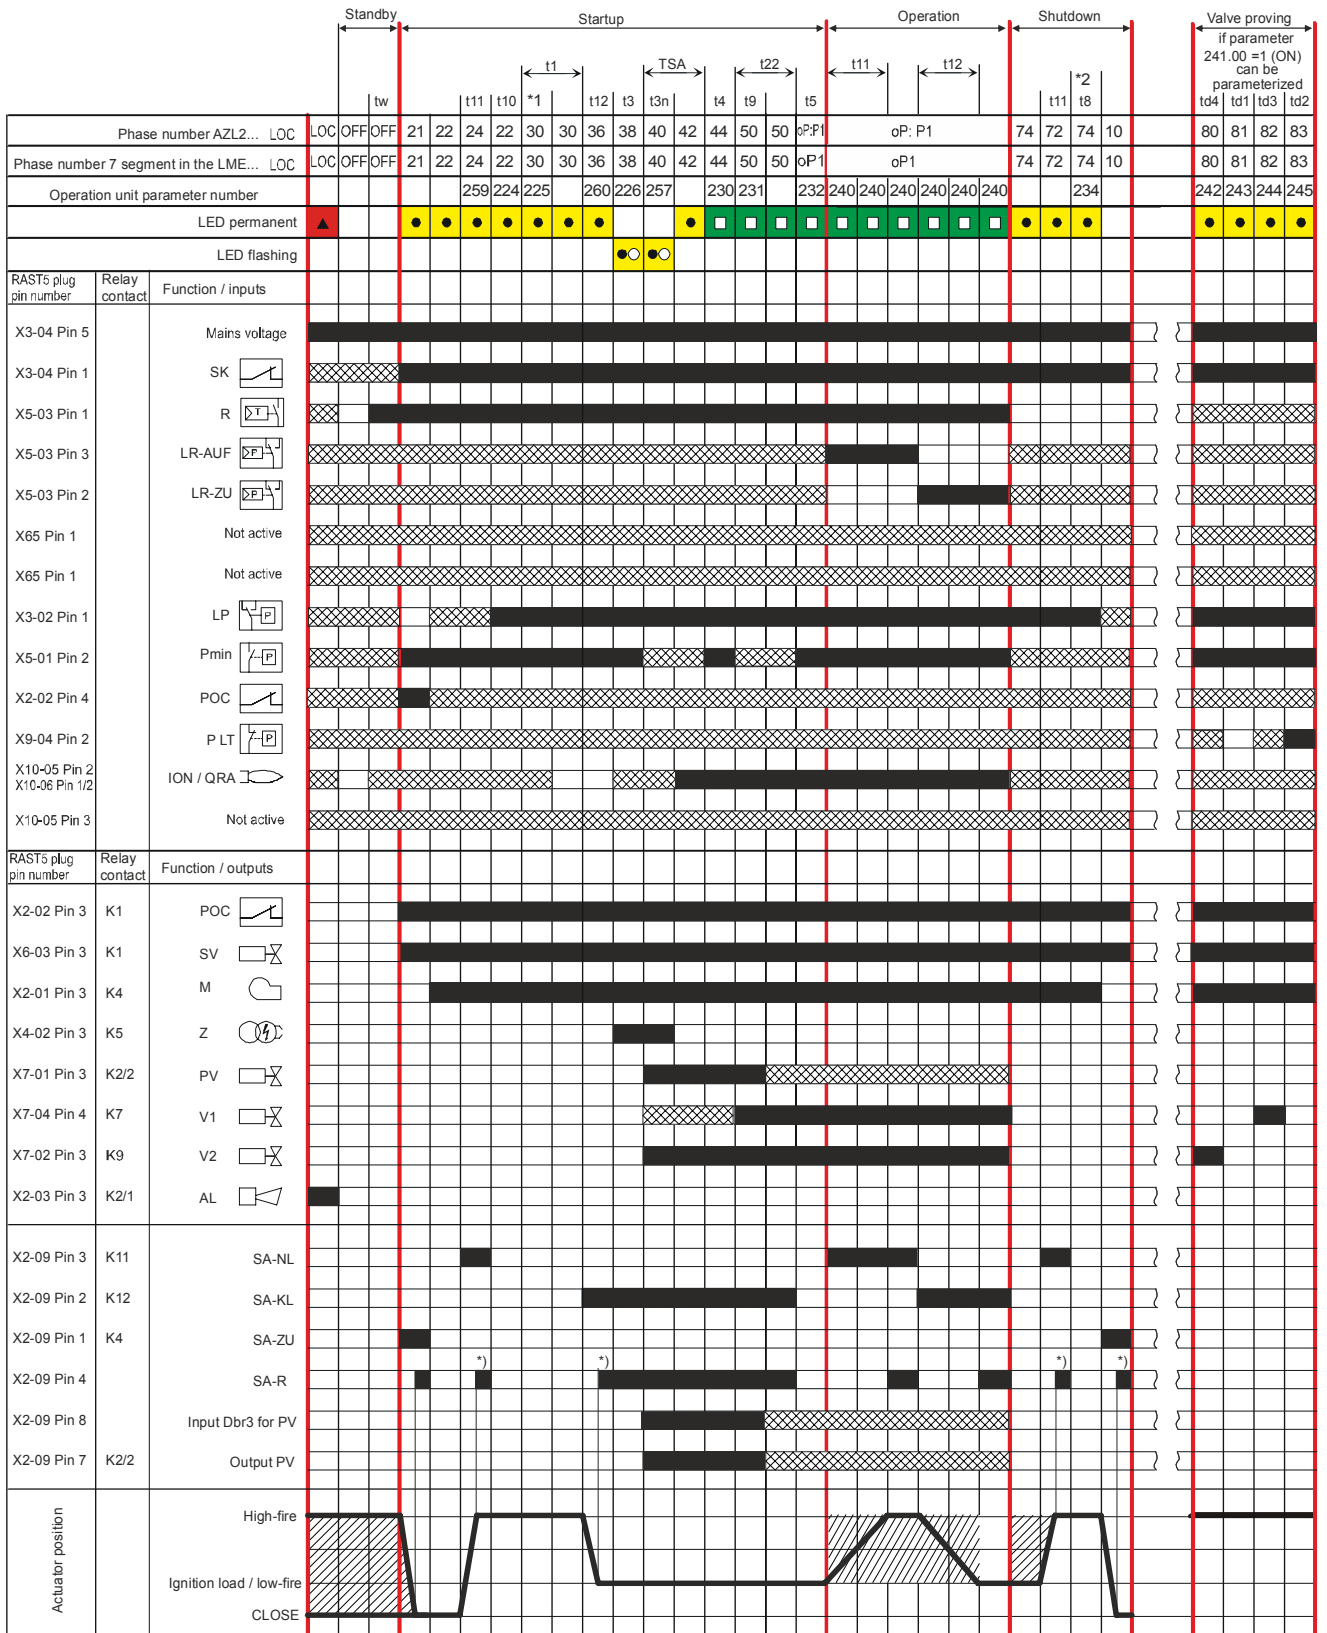 Standby Startup Operation Shutdown Valve proving
if parameter
241.00 =1 (ON)
can be
parameterized
t1 TSA t22 t11 t12
*2
tw t11 t10 *1 t12 t3 t3n t4 t9 t5 t11 t8 td4 td1 td3 td2
Phase number AZL2... LOC LOC OFF OFF 21 22 24 22 30 30 36 38 40 42 44 50 50 oP:P1 oP: P1 74 72 74 10 80 81 82 83
Phase number 7 segment in the LME... LOC LOC OFF OFF 21 22 24 22 30 30 36 38 40 42 44 50 50 oP1 oP1 74 72 74 10 80 81 82 83
Operation unit parameter number 259 224 225 260 226 257 230 231 232 240 240 240 240 240 240 234 242 243 244 245
LED permanent
LED flashing
RAST5 plug pin number Relay contact Function / inputs
X3-04 Pin 5 Mains voltage
X3-04 Pin 1 SK
X5-03 Pin 1 R T
X5-03 Pin 3 LR-AUF P
X5-03 Pin 2 LR-ZU P
X65 Pin 1 Not active
X65 Pin 1 Not active
X3-02 Pin 1 LP P
X5-01 Pin 2 Pmin P
X2-02 Pin 4 POC
X9-04 Pin 2 P LT P
X10-05 Pin 2
X10-06 Pin 1/2 ION / QRA
X10-05 Pin 3 Not active
RAST5 plug pin number Relay contact Function / outputs
X2-02 Pin 3 K1 POC
X6-03 Pin 3 K1 SV
X2-01 Pin 3 K4 M
X4-02 Pin 3 K5 Z
X7-01 Pin 3 K2/2 PV
X7-04 Pin 4 K7 V1
X7-02 Pin 3 K9 V2
X2-03 Pin 3 K2/1 AL
X2-09 Pin 3 K11 SA-NL
X2-09 Pin 2 K12 SA-KL
X2-09 Pin 1 K4 SA-ZU
*) *) *) *)
X2-09 Pin 4 SA-R
X2-09 Pin 8 Input Dbr3 for PV
X2-09 Pin 7 K2/2 Output PV
Actuator position
High-fire
Ignition load / low-fire
CLOSE